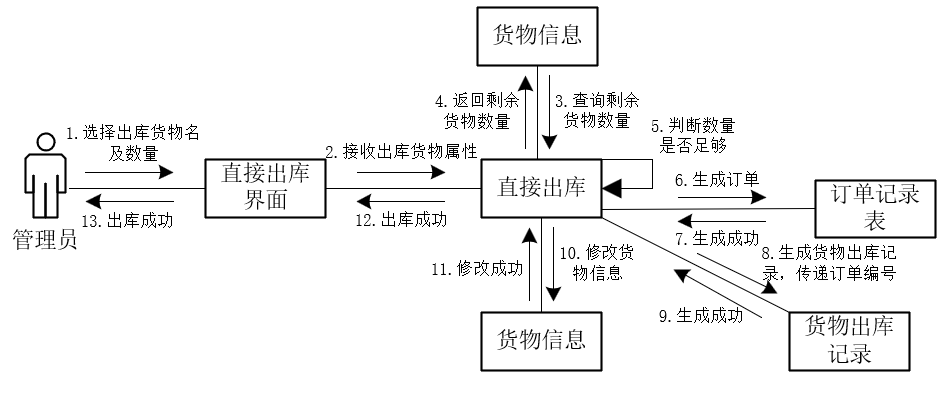 货物信息
4.返回剩余
货物数量
3.查询剩余
货物数量
1.选择出库货物名
及数量
2.接收出库货物属性
5.判断数量
是否足够
直接出库
界面
直接出库
6.生成订单
订单记录
表
13.出库成功
12.出库成功
7.生成成功
管理员
11.修改成功
10.修改货
物信息
8.生成货物出库记
录，传递订单编号
9.生成成功
货物信息
货物出库
记录